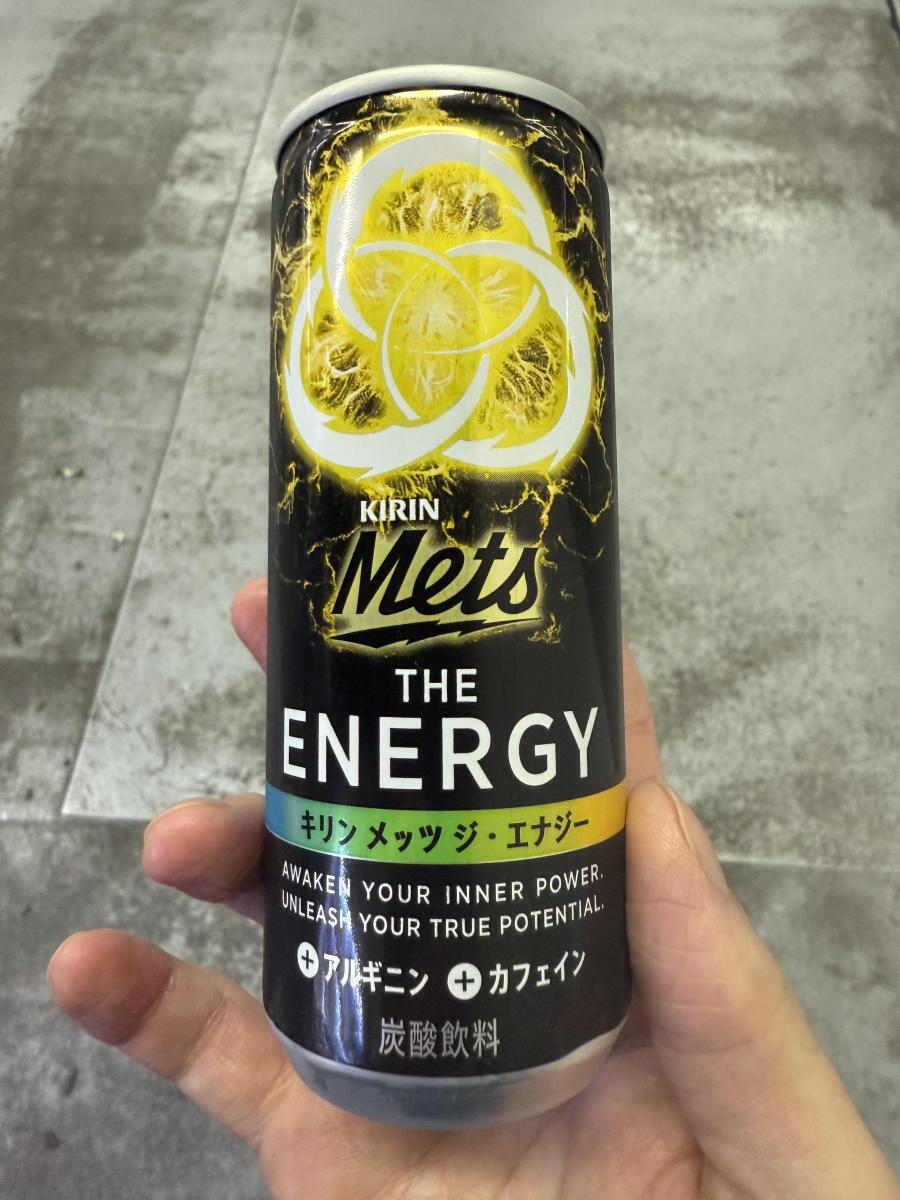 KIRIN
Mets
THE
ENERGY
キリン メッツ ジ・エナジー
AWAKEN YOUR INNER POWER.
UNLEASH YOUR TRUE POTENTIAL.
+アルギニン +カフェイン
炭酸飲料